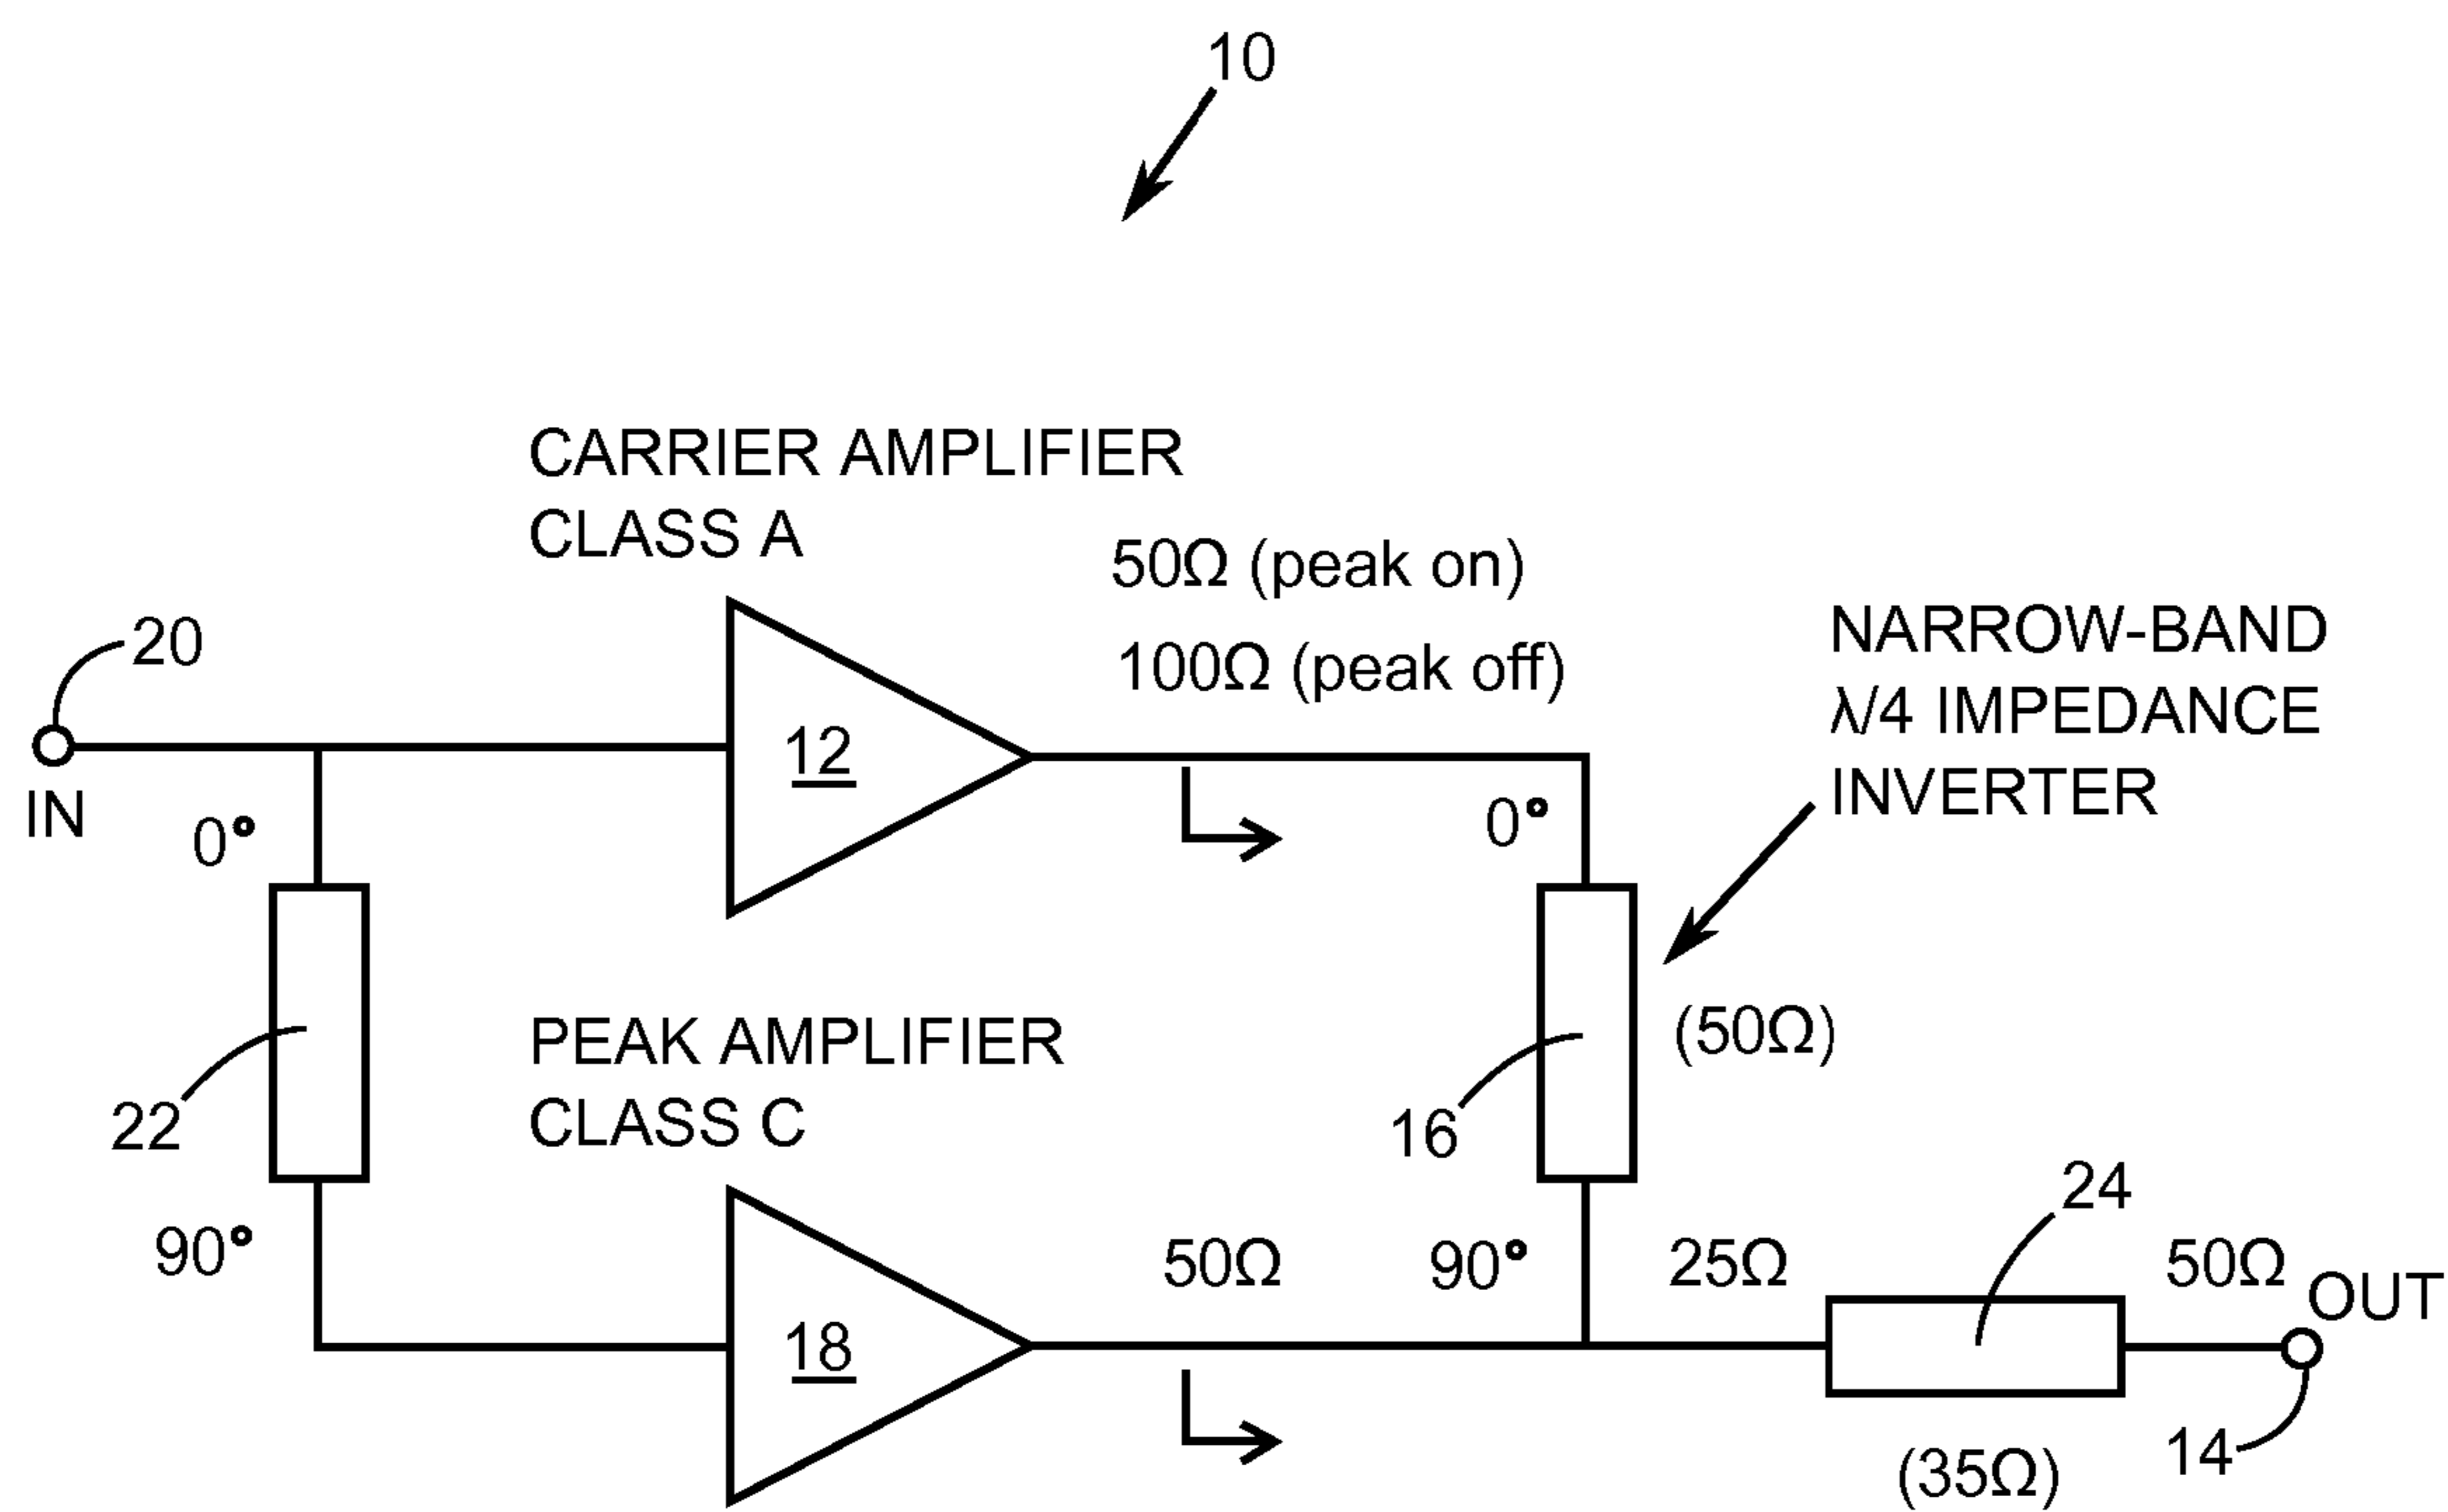 10
CARRIER AMPLIFIER
CLASS A
50Ω (peak on)
100Ω (peak off)
20
IN
0°
12
0°
NARROW-BAND
λ/4 IMPEDANCE
INVERTER
22
PEAK AMPLIFIER
CLASS C
16
(50Ω)
90°
18
50Ω
90°
25Ω
24
50Ω
OUT
14
(35Ω)